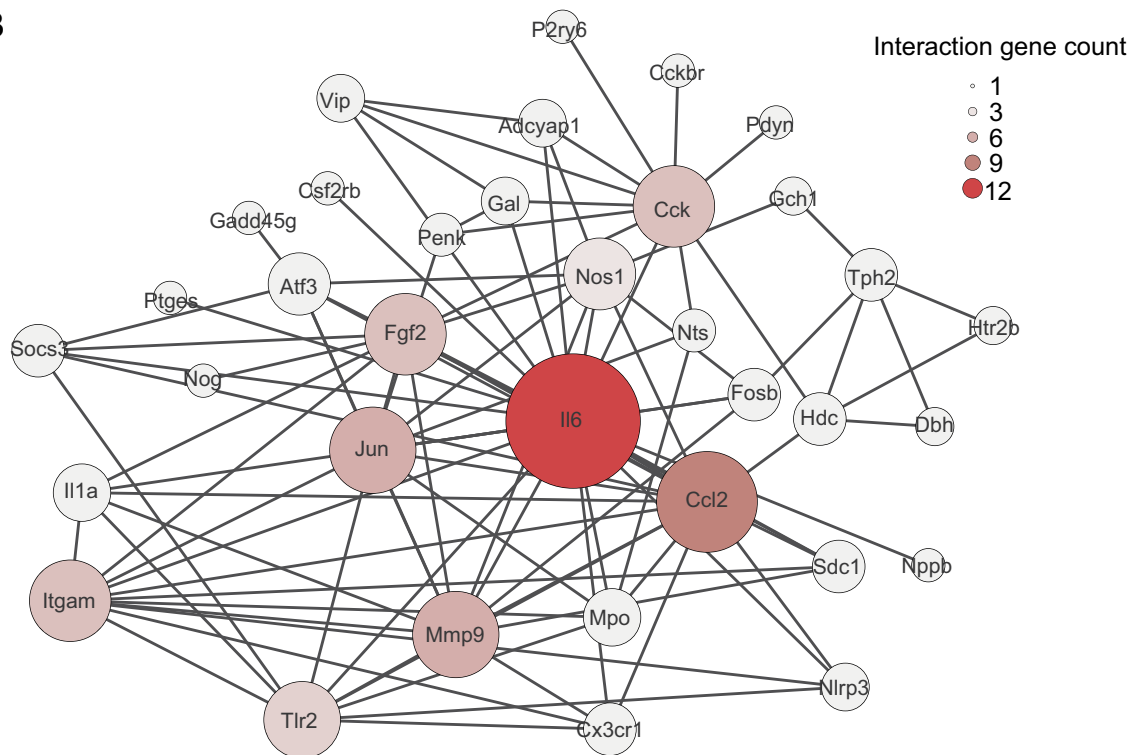 B
P2ry6
Interaction gene count
Cckbr
1
Vip
3
Adcyap1
Pdyn
6
9
Csf2rb
12
Gal
Gch1
Gadd45g
Cck
Penk
Nos1
Tph2
Atf3
Ptges
Htr2b
Fgf2
Nts
Socs3
Nog
Fosb
Hdc
Il6
Dbh
Jun
Il1a
Ccl2
Sdc1
Nppb
Itgam
Mpo
Mmp9
Nlrp3
Tlr2
Cx3cr1